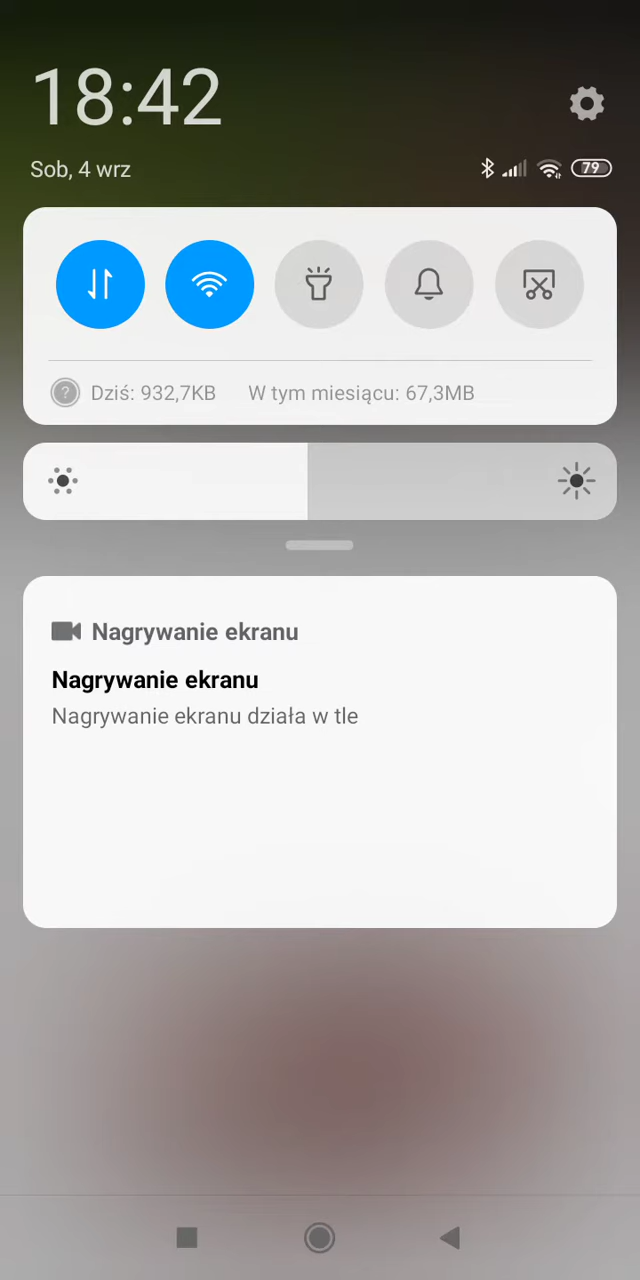 18:42
Sob, 4 wrz
79
?
Dziś: 932,7KB W tym miesiącu: 67,3MB
Nagrywanie ekranu
Nagrywanie ekranu
Nagrywanie ekranu działa w tle